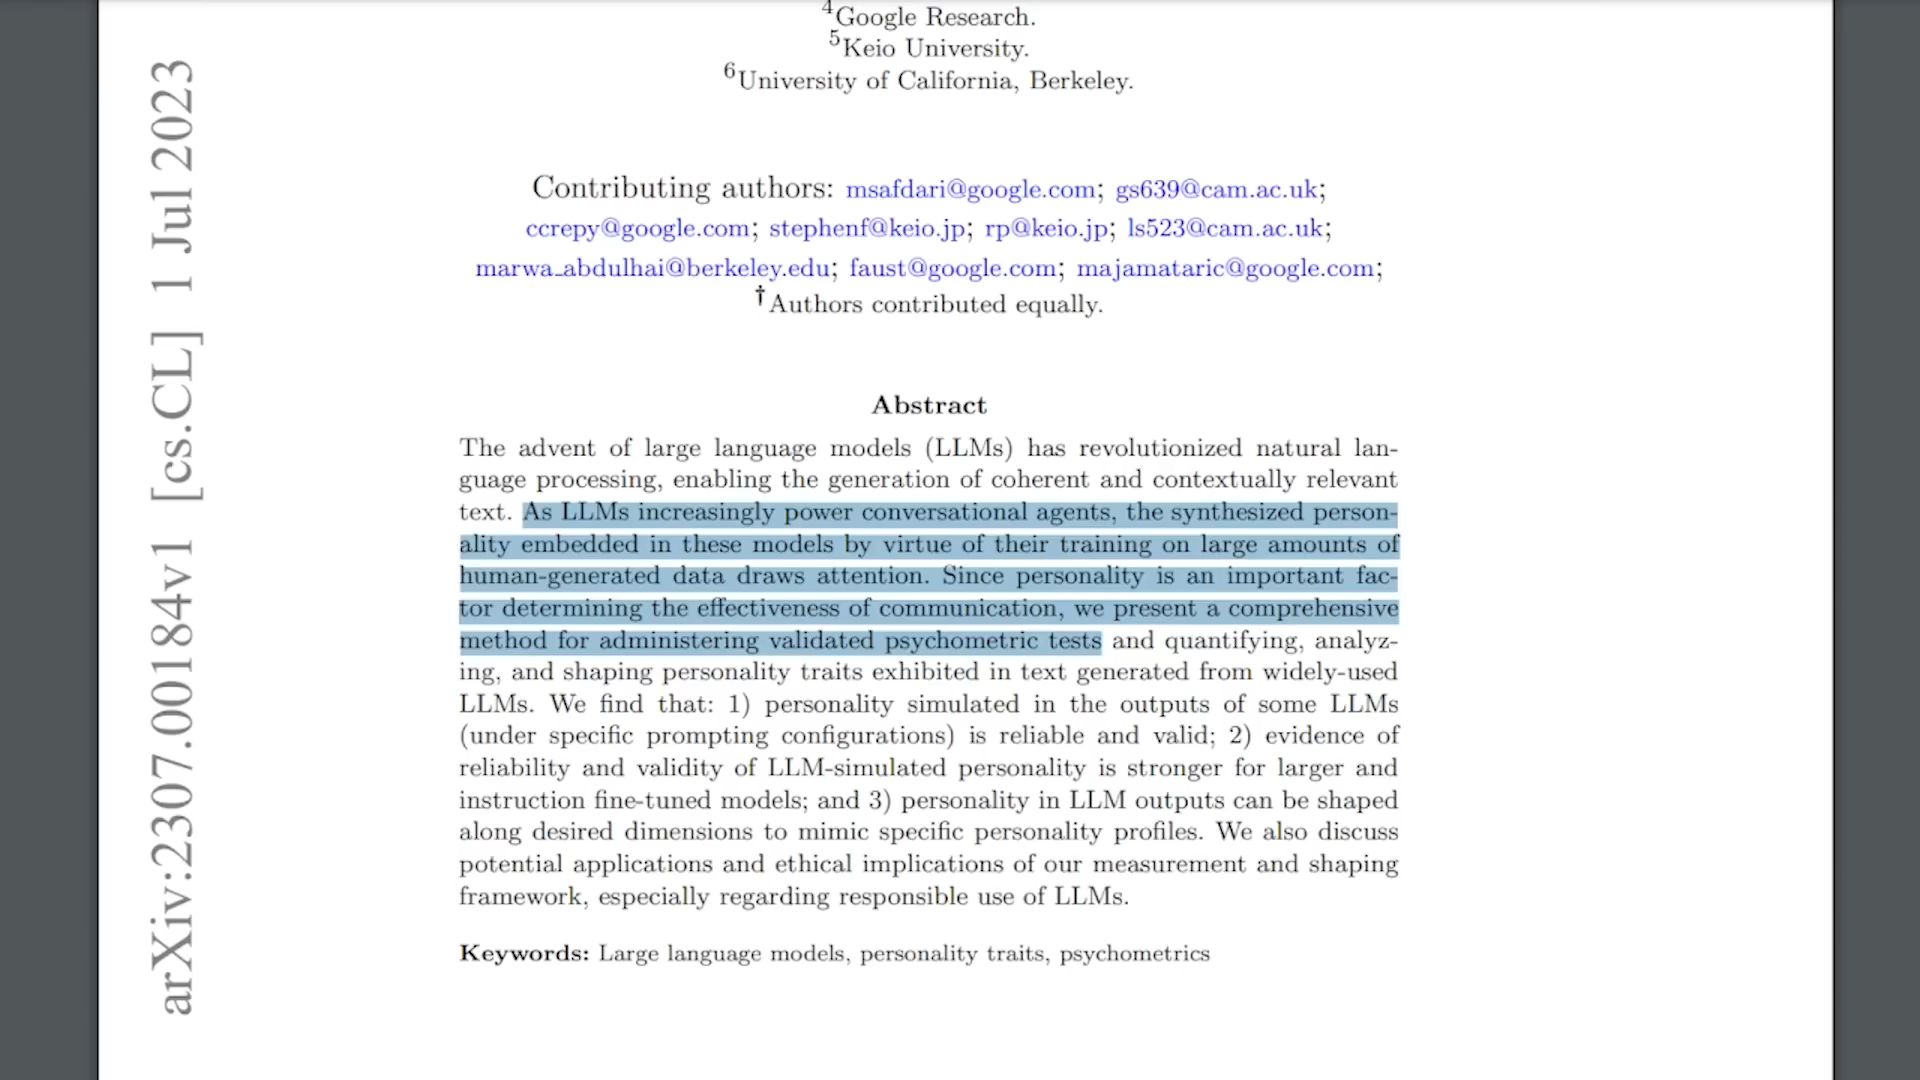 4Google Research.
5Keio University.
6University of California, Berkeley.
Contributing authors: msafdari@google.com; gs639@cam.ac.uk;
ccrepy@google.com; stephenf@keio.jp; rp@keio.jp; ls523@cam.ac.uk;
marwa_abdulhai@berkeley.edu; faust@google.com; majamataric@google.com;
†Authors contributed equally.
Abstract
The advent of large language models (LLMs) has revolutionized natural lan-
guage processing, enabling the generation of coherent and contextually relevant
text. As LLMs increasingly power conversational agents, the synthesized person-
ality embedded in these models by virtue of their training on large amounts of
human-generated data draws attention. Since personality is an important fac-
tor determining the effectiveness of communication, we present a comprehensive
method for administering validated psychometric tests and quantifying, analyz-
ing, and shaping personality traits exhibited in text generated from widely-used
LLMs. We find that: 1) personality simulated in the outputs of some LLMs
(under specific prompting configurations) is reliable and valid; 2) evidence of
reliability and validity of LLM-simulated personality is stronger for larger and
instruction fine-tuned models; and 3) personality in LLM outputs can be shaped
along desired dimensions to mimic specific personality profiles. We also discuss
potential applications and ethical implications of our measurement and shaping
framework, especially regarding responsible use of LLMs.
Keywords: Large language models, personality traits, psychometrics
arXiv:2307.00184v1 [cs.CL] 1 Jul 2023